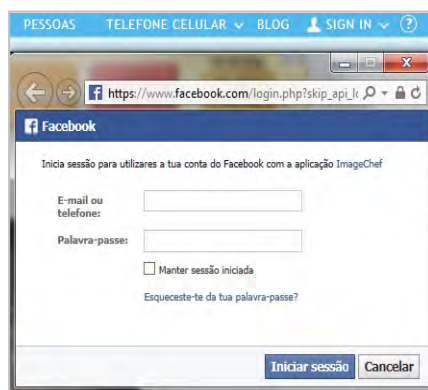 PESSOAS TELEFONE CELULAR BLOG SIGN IN ?
f https://www.facebook.com/login.php?skip_api_lc
f Facebook
Inicia sessão para utilizares a tua conta do Facebook com a aplicação ImageChef
E-mail ou
telefone:
Palavra-passe:
Manter sessão iniciada
Esqueceste-te da tua palavra-passe?
Iniciar sessão Cancelar